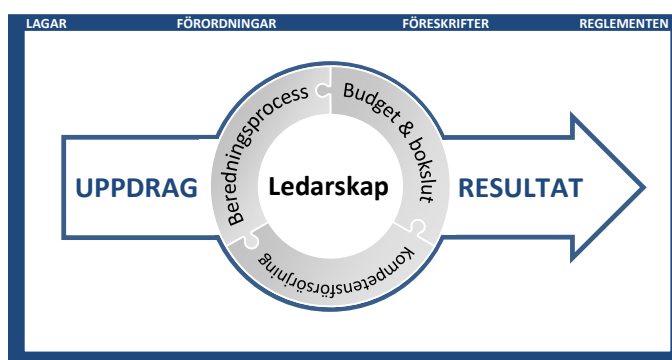 LAGAR FÖRORDNINGAR FÖRESKRIFTER REGLEMENTEN
Beredningsprocess
Budget & bokslut
UPPDRAG
Ledarskap
RESULTAT
Kompetensförsörjning